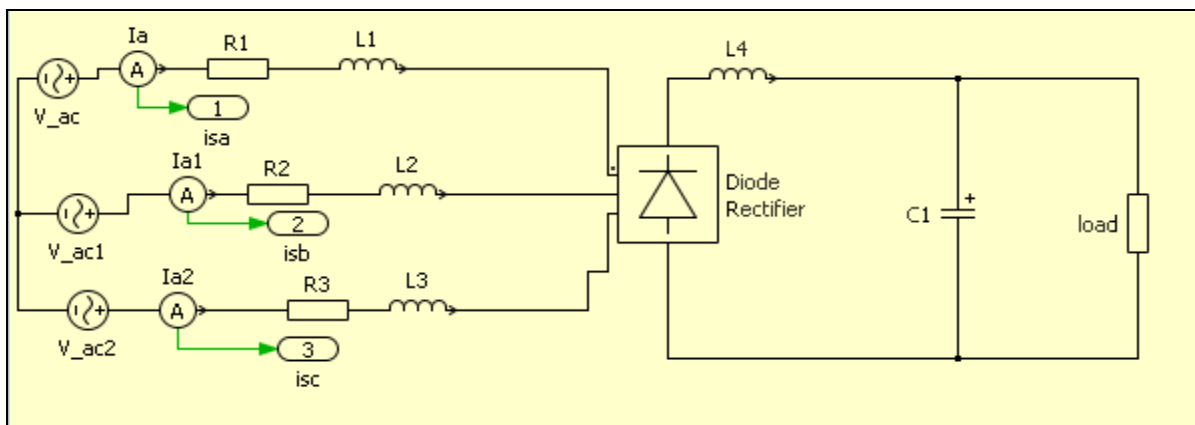 Ia
R1
L1
A
V_ac
1
isa
L4
Ia1
R2
L2
A
V_ac1
2
isb
Diode
Rectifier
C1
+
load
Ia2
R3
L3
A
V_ac2
3
isc